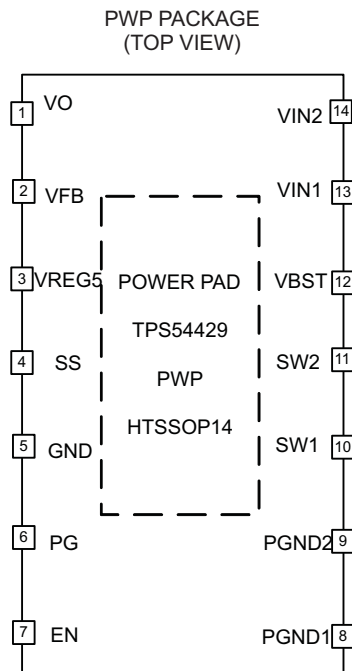 PWP PACKAGE
(TOP VIEW)
1 VO
VIN2 14
2 VFB
VIN1 13
3 VREG5
POWER PAD
VBST 12
TPS54429
4 SS
SW2 11
PWP
HTSSOP14
5 GND
SW1 10
6 PG
PGND2 9
7 EN
PGND1 8